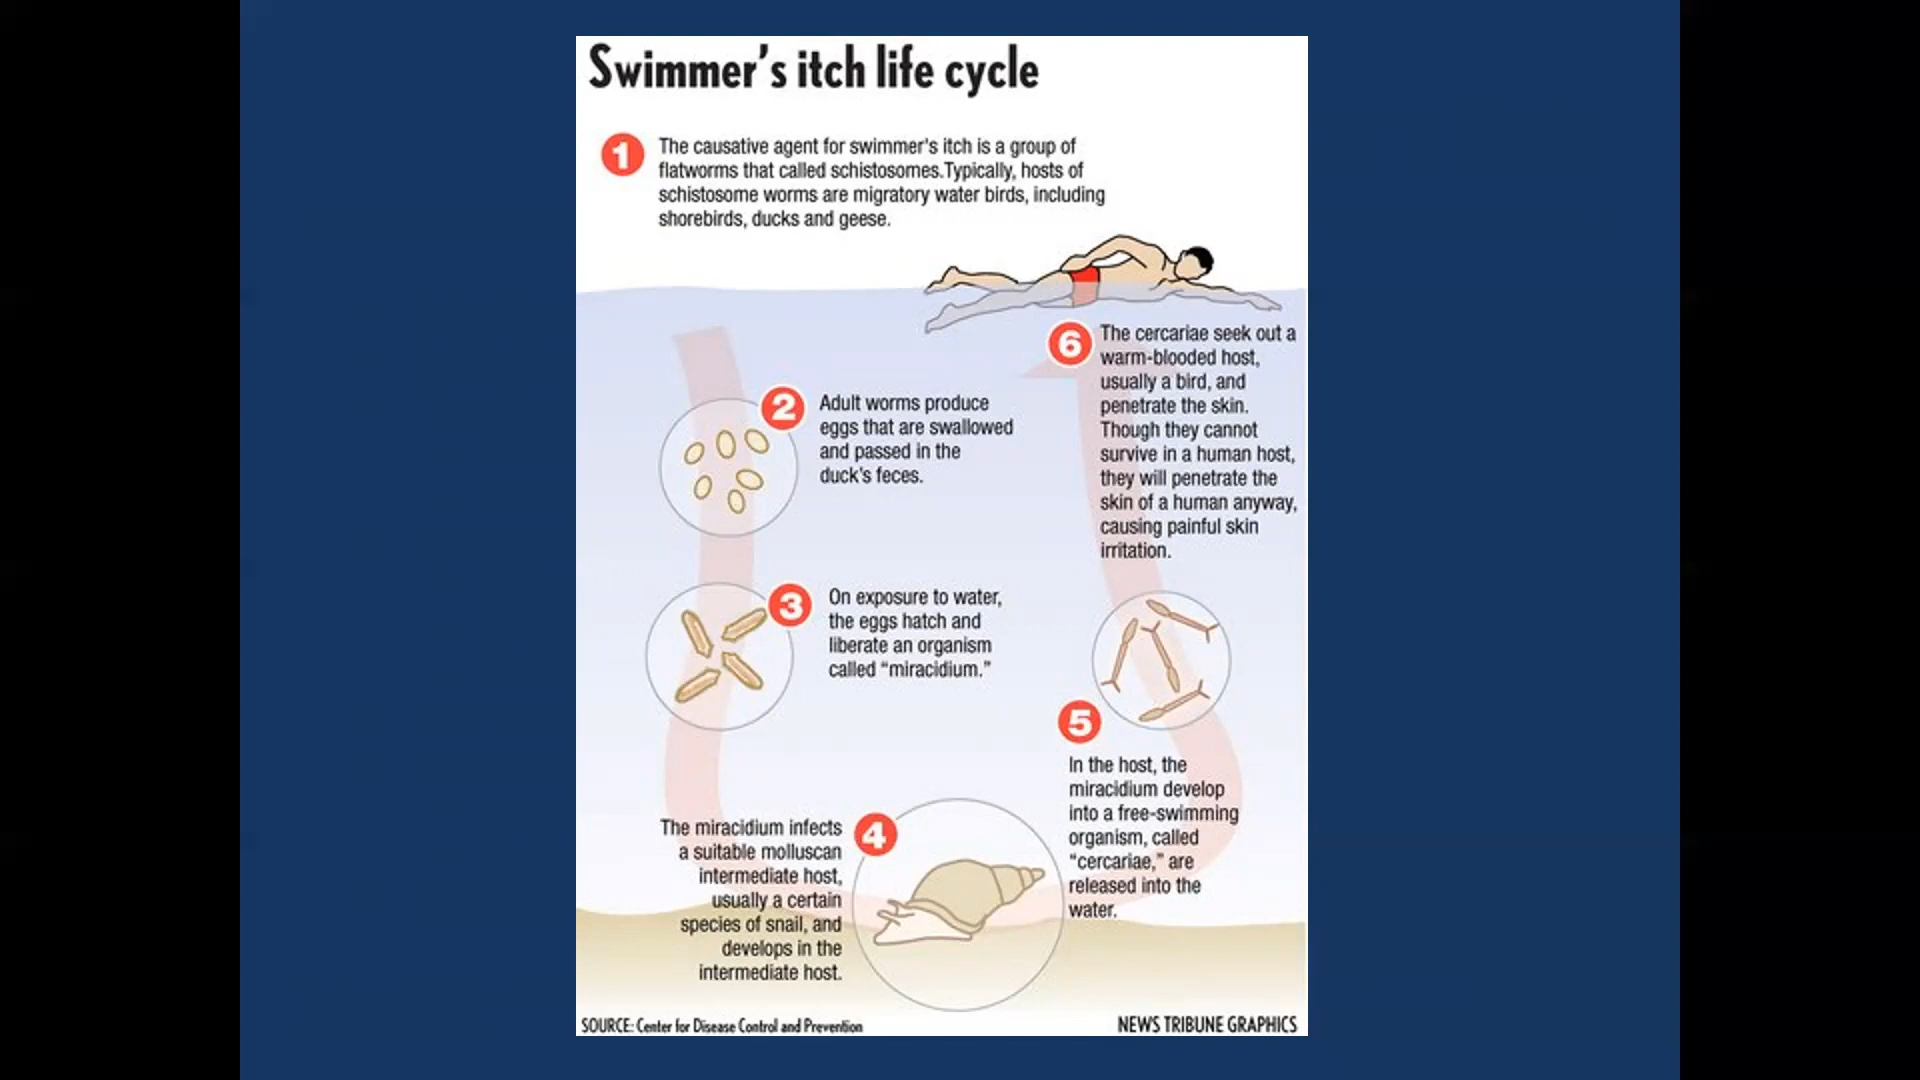 Swimmer's itch life cycle
1
The causative agent for swimmer's itch is a group of
flatworms that called schistosomes.Typically, hosts of
schistosome worms are migratory water birds, including
shorebirds, ducks and geese.
2
Adult worms produce
eggs that are swallowed
and passed in the
duck's feces.
3
On exposure to water,
the eggs hatch and
liberate an organism
called “miracidium.”
4
The miracidium infects
a suitable molluscan
intermediate host,
usually a certain
species of snail, and
develops in the
intermediate host.
5
In the host, the
miracidium develop
into a free-swimming
organism, called
“cercariae,” are
released into the
water.
6
The cercariae seek out a
warm-blooded host,
usually a bird, and
penetrate the skin.
Though they cannot
survive in a human host,
they will penetrate the
skin of a human anyway,
causing painful skin
irritation.
SOURCE: Center for Disease Control and Prevention
NEWS TRIBUNE GRAPHICS